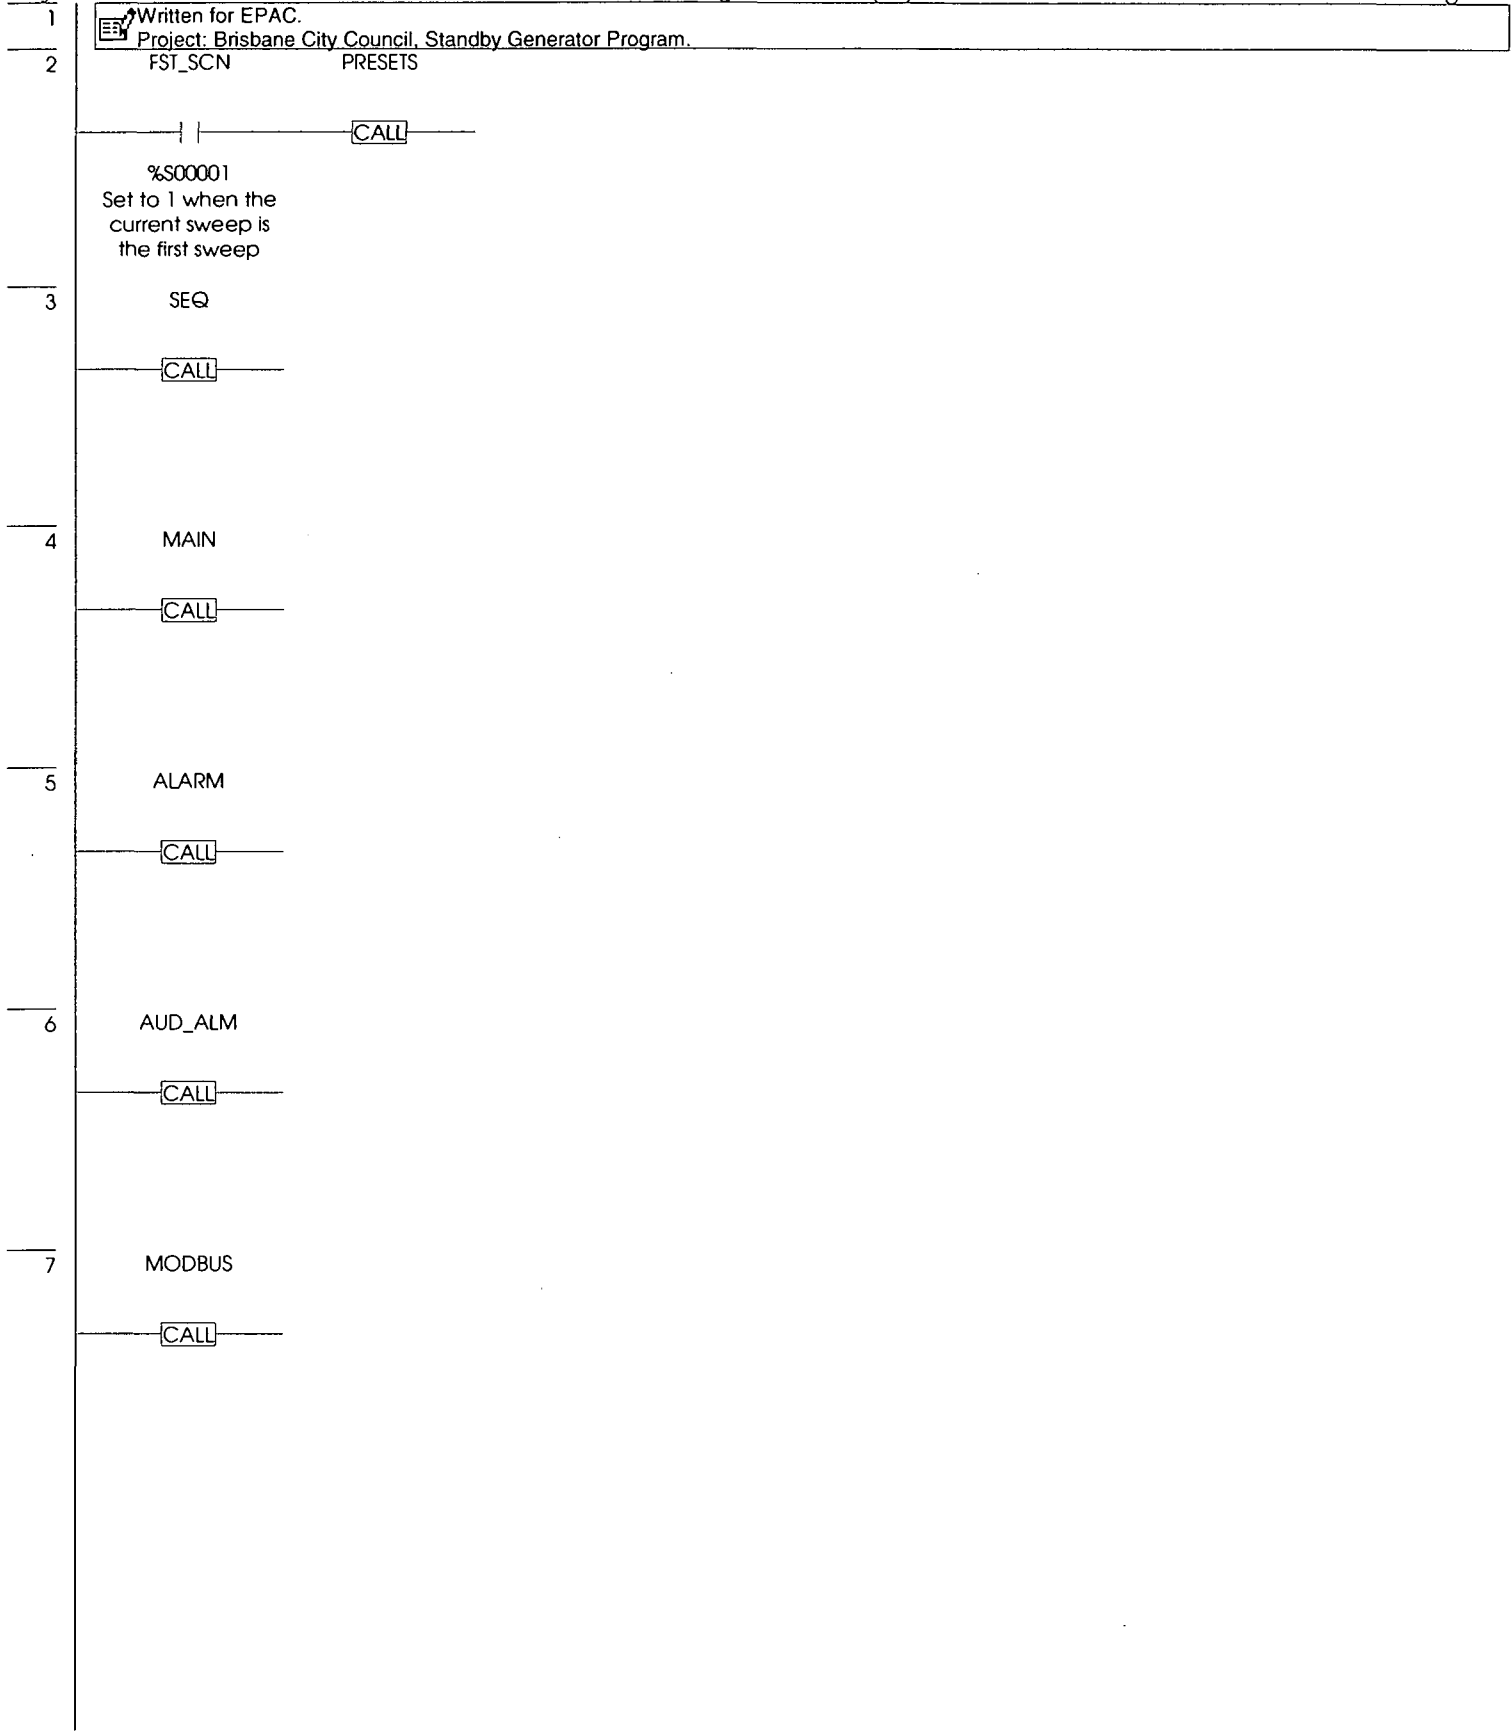 1
Written for EPAC.
Project: Brisbane City Council, Standby Generator Program.
2
FST_SCN PRESETS
CALL
%S00001
Set to 1 when the
current sweep is
the first sweep
3
SEQ
CALL
4
MAIN
CALL
5
ALARM
CALL
6
AUD_ALM
CALL
7
MODBUS
CALL